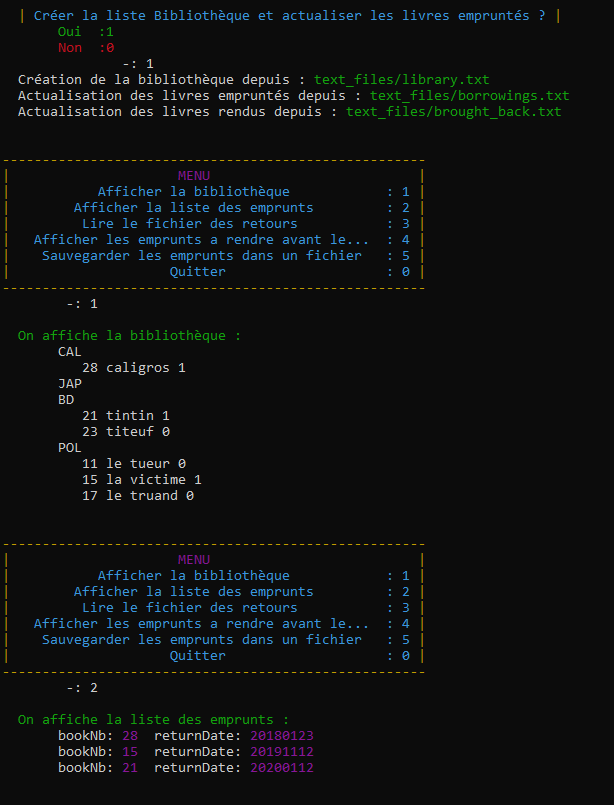 | Créer la liste Bibliothèque et actualiser les livres empruntés ? |
Oui :1
Non :0
-: 1
Création de la bibliothèque depuis : text_files/library.txt
Actualisation des livres empruntés depuis : text_files/borrowings.txt
Actualisation des livres rendus depuis : text_files/brought_back.txt
-----------------------------------------------------
| MENU |
| Afficher la bibliothèque : 1 |
| Afficher la liste des emprunts : 2 |
| Lire le fichier des retours : 3 |
| Afficher les emprunts a rendre avant le... : 4 |
| Sauvegarder les emprunts dans un fichier : 5 |
| Quitter : 0 |
-----------------------------------------------------
-: 1
On affiche la bibliothèque :
CAL
28 caligros 1
JAP
BD
21 tintin 1
23 titeuf 0
POL
11 le tueur 0
15 la victime 1
17 le truand 0
-----------------------------------------------------
| MENU |
| Afficher la bibliothèque : 1 |
| Afficher la liste des emprunts : 2 |
| Lire le fichier des retours : 3 |
| Afficher les emprunts a rendre avant le... : 4 |
| Sauvegarder les emprunts dans un fichier : 5 |
| Quitter : 0 |
-----------------------------------------------------
-: 2
On affiche la liste des emprunts :
bookNb: 28 returnDate: 20180123
bookNb: 15 returnDate: 20191112
bookNb: 21 returnDate: 20200112